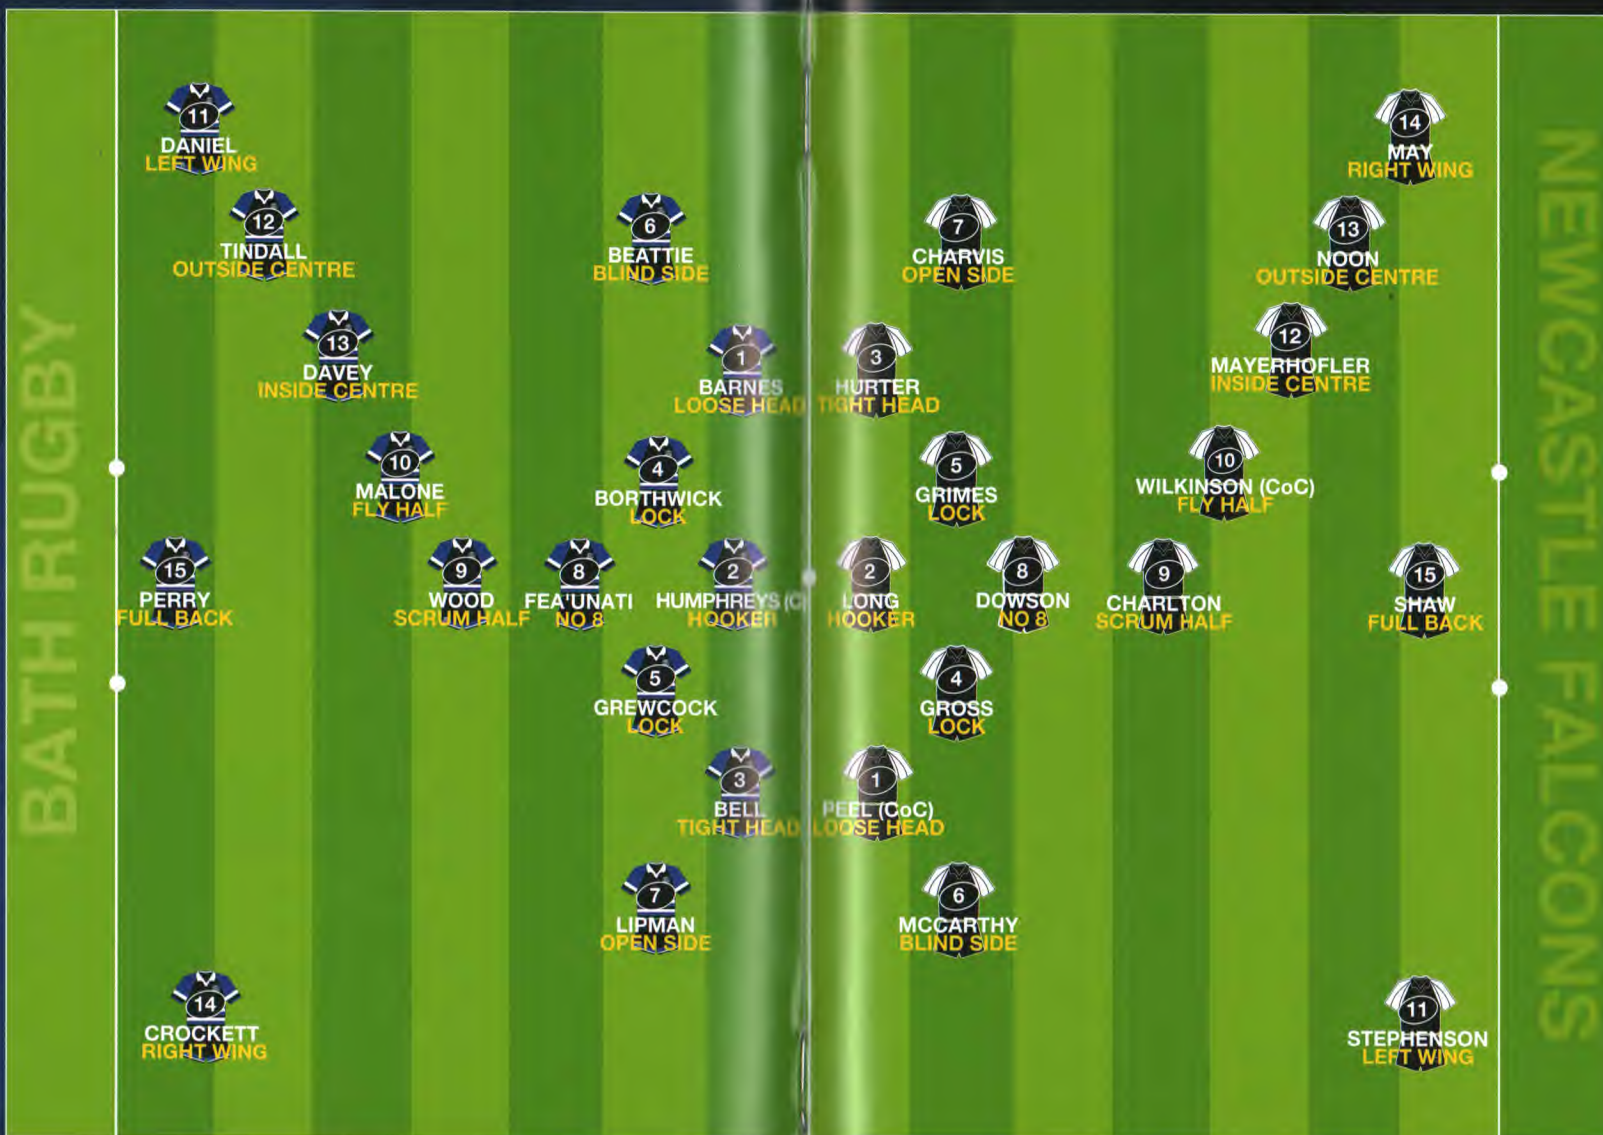 BATH RUGBY
11
DANIEL
LEFT WING
12
TINDALL
OUTSIDE CENTRE
13
DAVEY
INSIDE CENTRE
10
MALONE
FLY HALF
15
PERRY
FULL BACK
9
WOOD
SCRUM HALF
8
FEA'UNATI
NO 8
6
BEATTIE
BLIND SIDE
1
BARNES
LOOSE HEAD
4
BORTHWICK
LOCK
2
HUMPHREYS (C
HOOKER
5
GREWCOCK
LOCK
3
BELL
TIGHT HEAD
7
LIPMAN
OPEN SIDE
14
CROCKETT
RIGHT WING
NEWCASTLE FALCONS
14
MAY
RIGHT WING
7
CHARVIS
OPEN SIDE
13
NOON
OUTSIDE CENTRE
3
HURTER
TIGHT HEAD
12
MAYERHOFLER
INSIDE CENTRE
5
GRIMES
LOCK
10
WILKINSON (CoC)
FLY HALF
2
LONG
HOOKER
8
DOWSON
NO 8
9
CHARLTON
SCRUM HALF
15
SHAW
FULL BACK
4
GROSS
LOCK
1
PEEL (CoC)
LOOSE HEAD
6
MCCARTHY
BLIND SIDE
11
STEPHENSON
LEFT WING